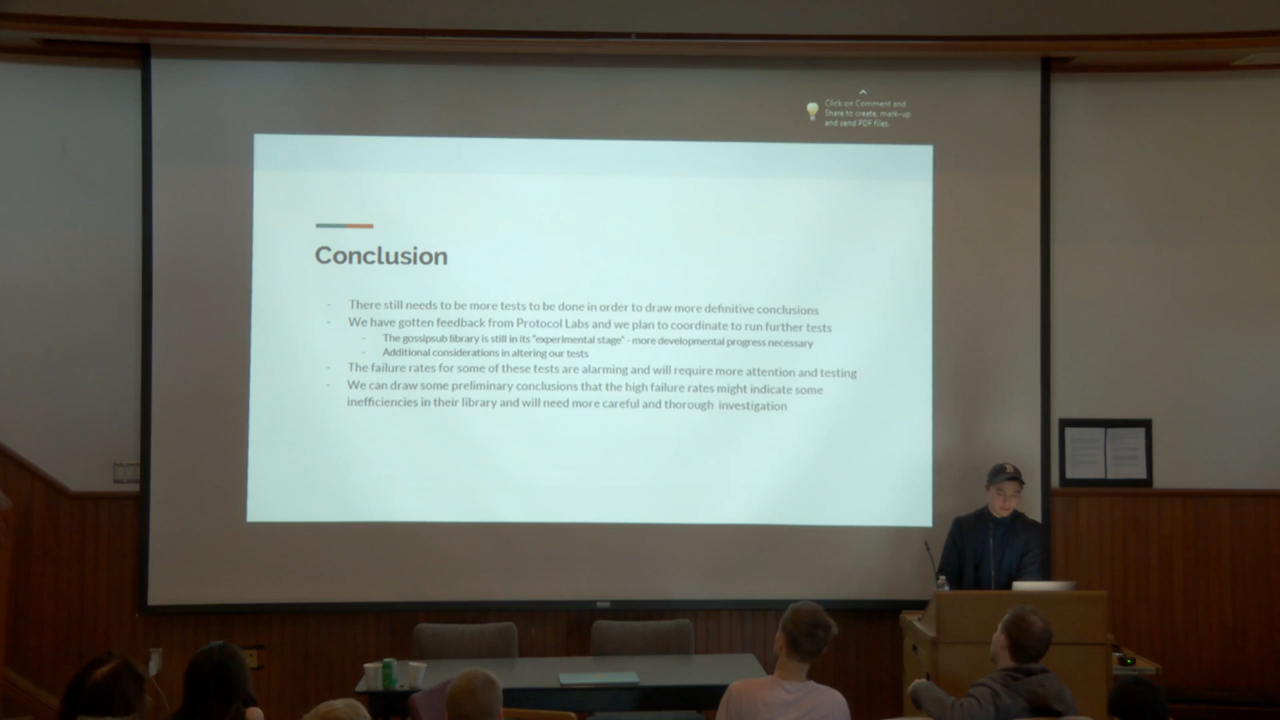 Click on Comment and
Share to create, mark-up
and send PDF files.
Conclusion
- There still needs to be more tests to be done in order to draw more definitive conclusions
- We have gotten feedback from Protocol Labs and we plan to coordinate to run further tests
- The gossipsub library is still in its "experimental stage" - more developmental progress necessary
- Additional considerations in altering our tests
- The failure rates for some of these tests are alarming and will require more attention and testing
- We can draw some preliminary conclusions that the high failure rates might indicate some
inefficiencies in their library and will need more careful and thorough investigation
B